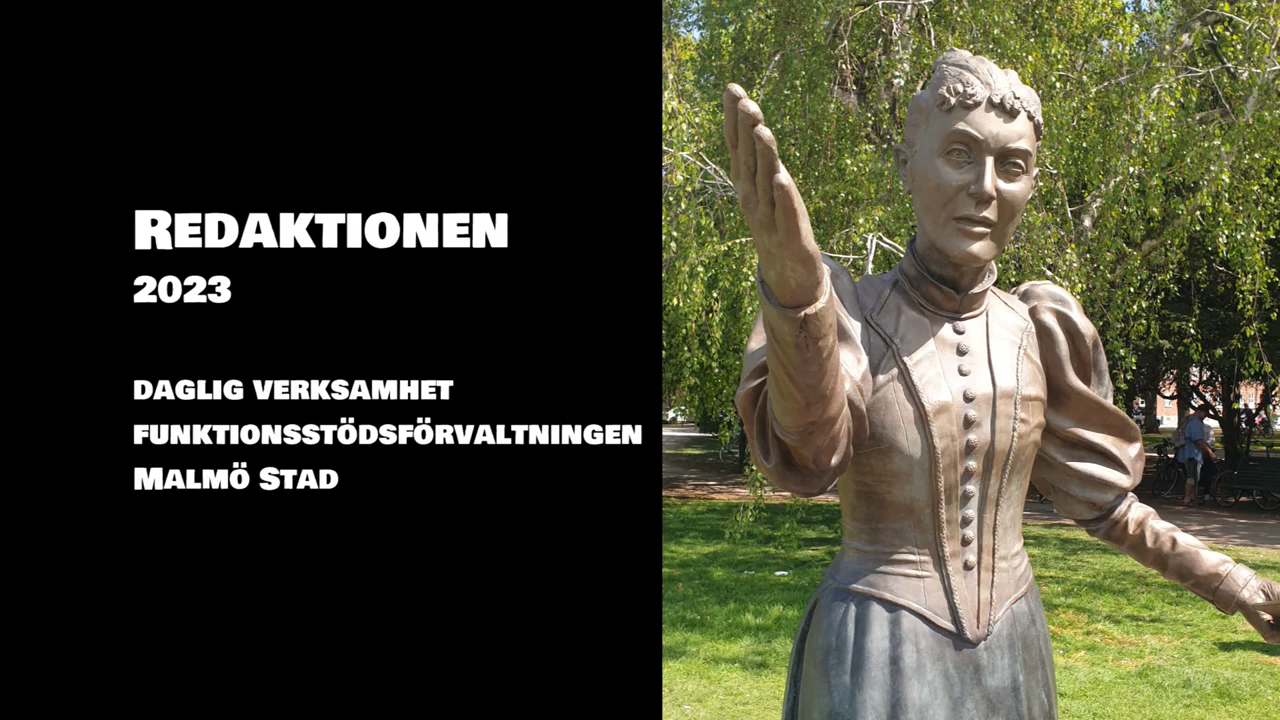 Redaktionen
2023
daglig verksamhet
funktionsstödsförvaltningen
Malmö Stad